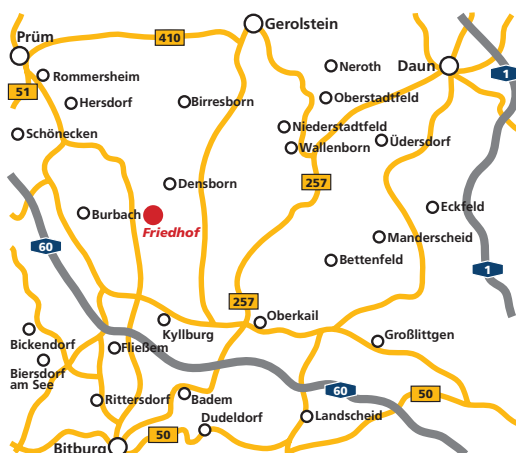 Gerolstein
Prüm
410
Neroth
Daun
Rommersheim
1
51
Hersdorf
Birresborn
Oberstadtfeld
Schönecken
Niederstadtfeld
Üdersdorf
Wallenborn
Densborn
257
Burbach
Friedhof
Eckfeld
60
Manderscheid
Bettenfeld
1
257
Oberkail
Kyllburg
Bickendorf
Fließem
Großlittgen
Biersdorf
am See
60
Rittersdorf
Badem
50
Dudeldorf
Landscheid
50
Bitburg